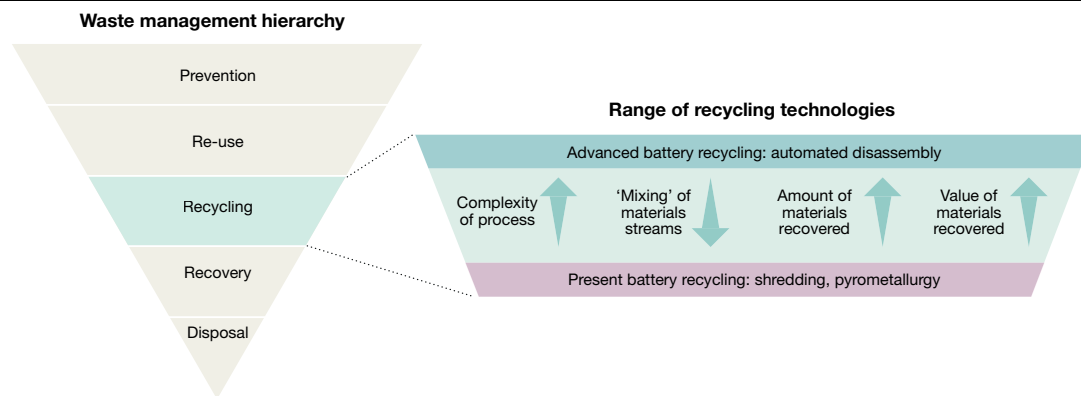 Waste management hierarchy
Prevention
Re-use
Recycling
Recovery
Disposal
Range of recycling technologies
Advanced battery recycling: automated disassembly
Complexity
of process
‘Mixing’ of
materials
streams
Amount of
materials
recovered
Value of
materials
recovered
Present battery recycling: shredding, pyrometallurgy